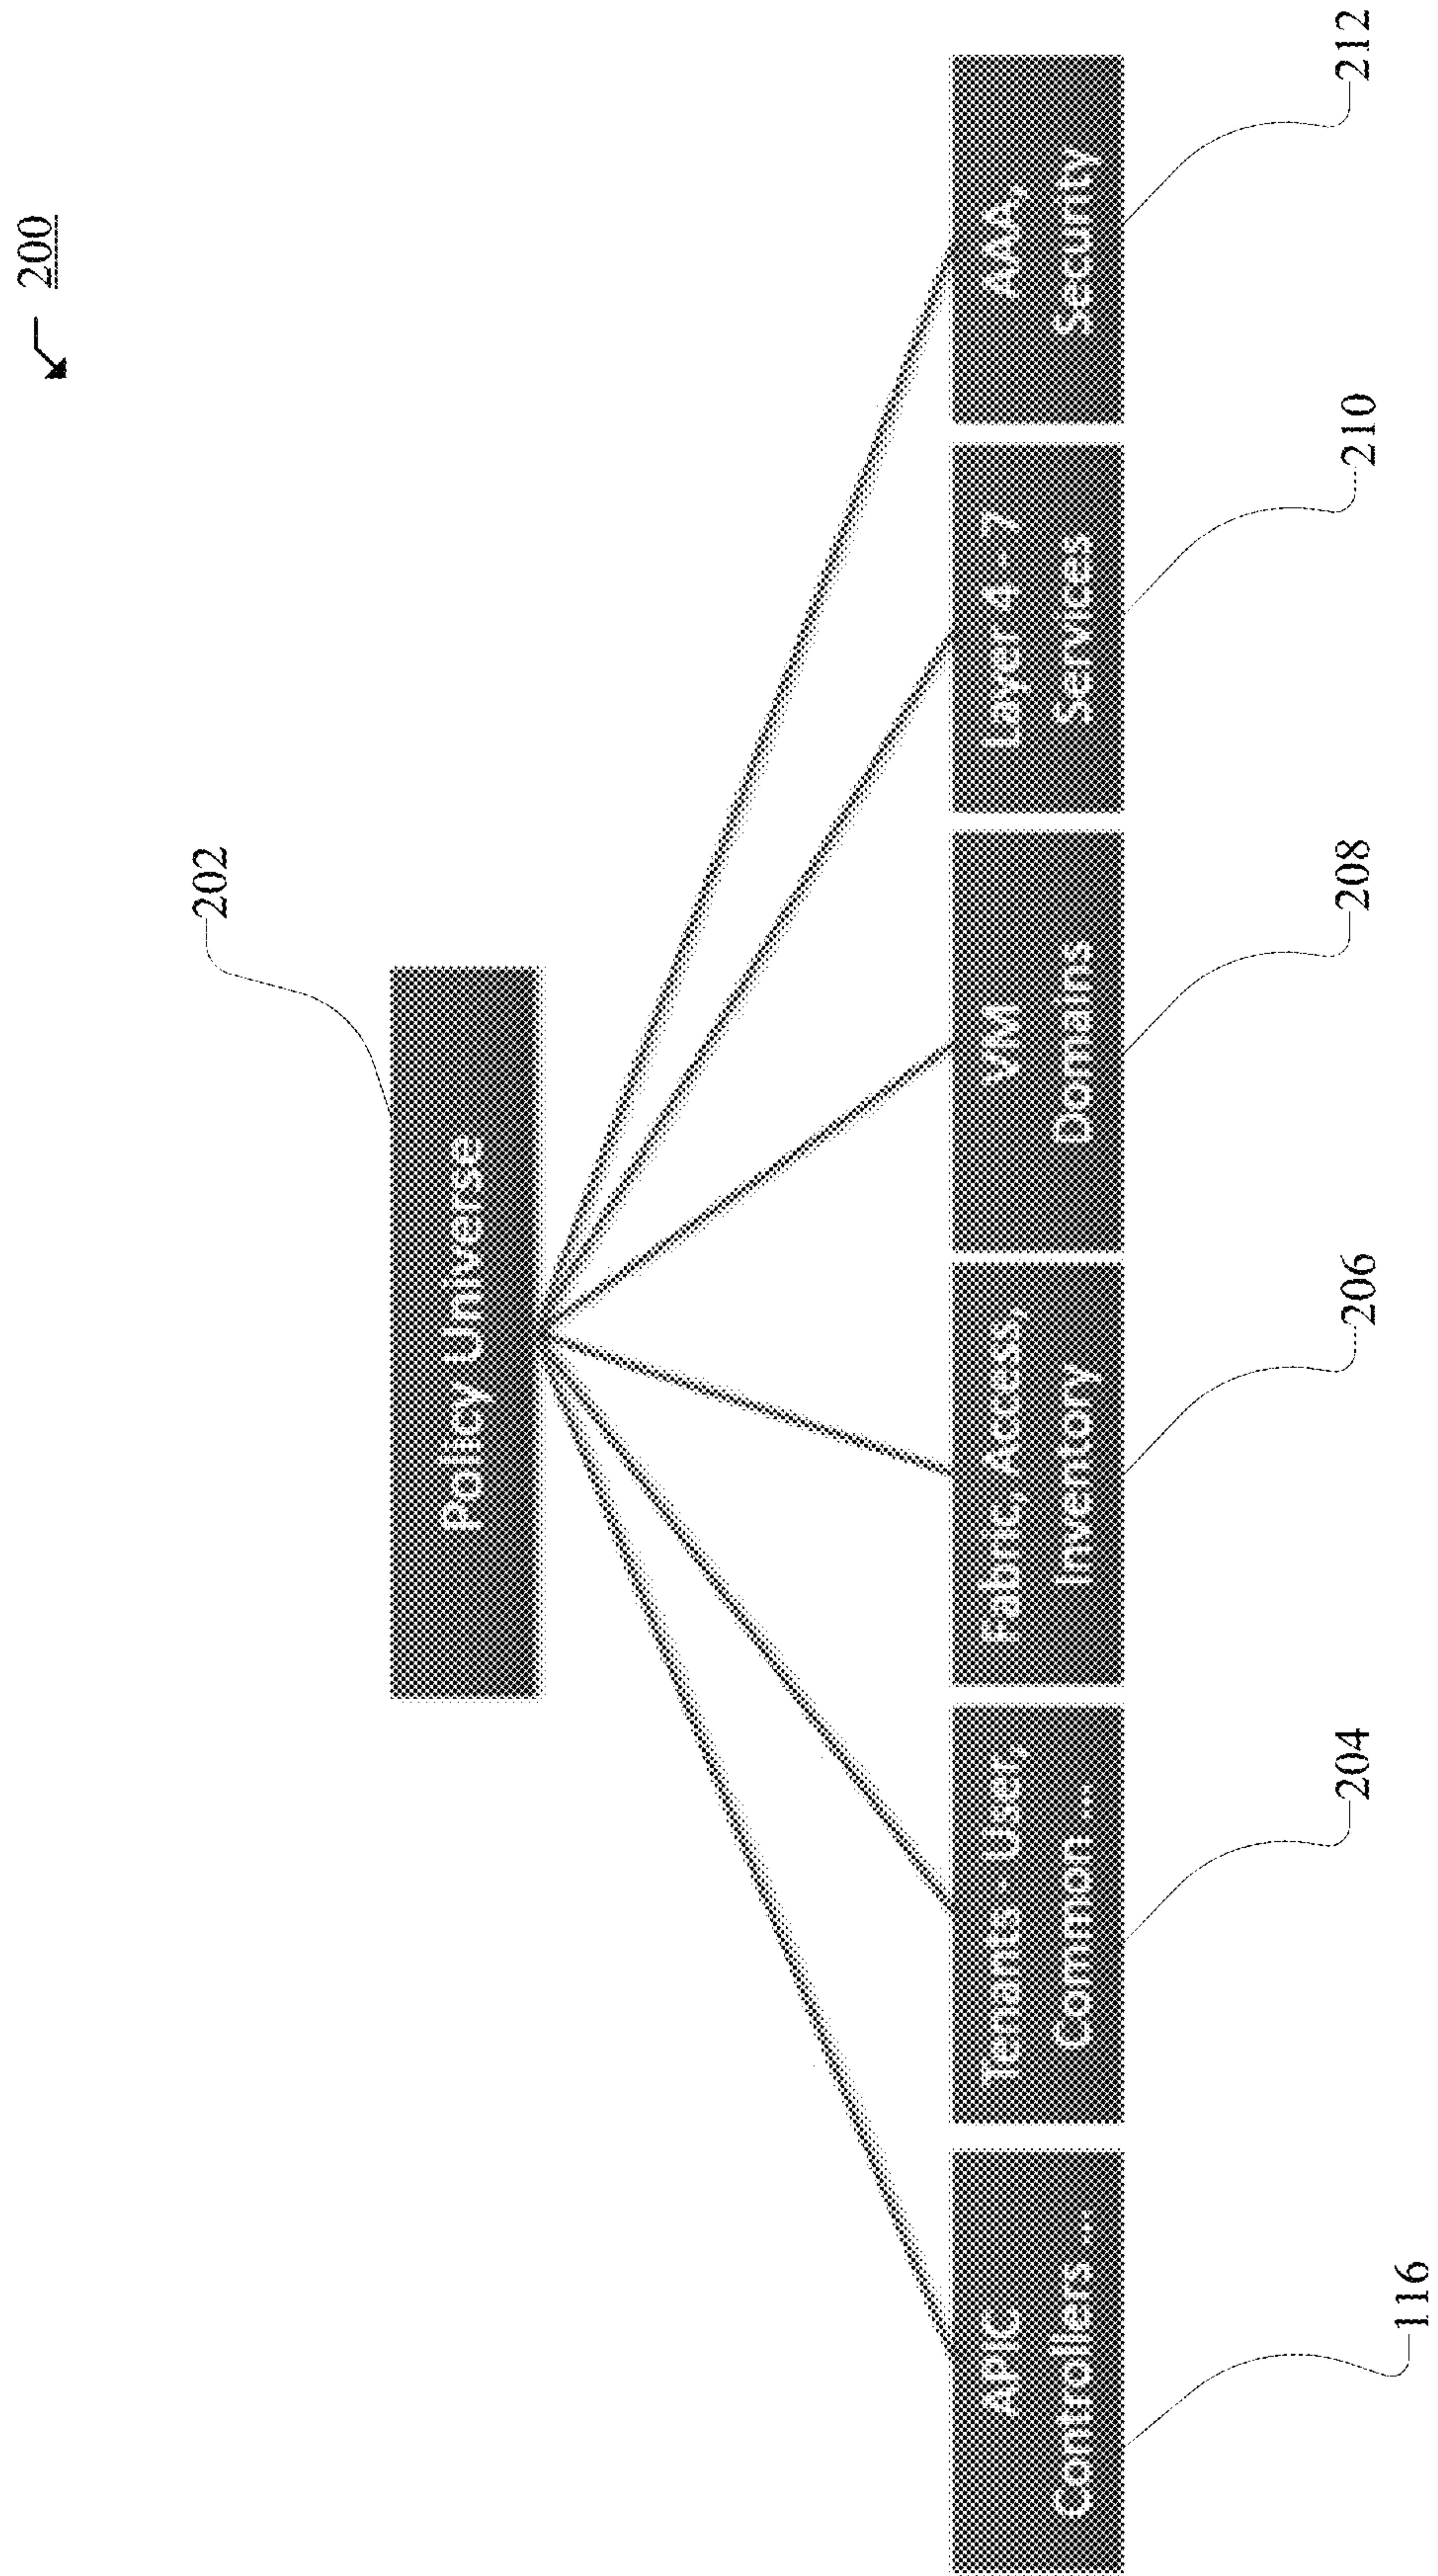 200
202
Policy Universe
APIC
Controllers ...
Tenants - User,
Common ...
Fabric, Access,
Inventory
VM
Domains
Layer 4 - 7
Services
AAA,
Security
116
204
206
208
210
212